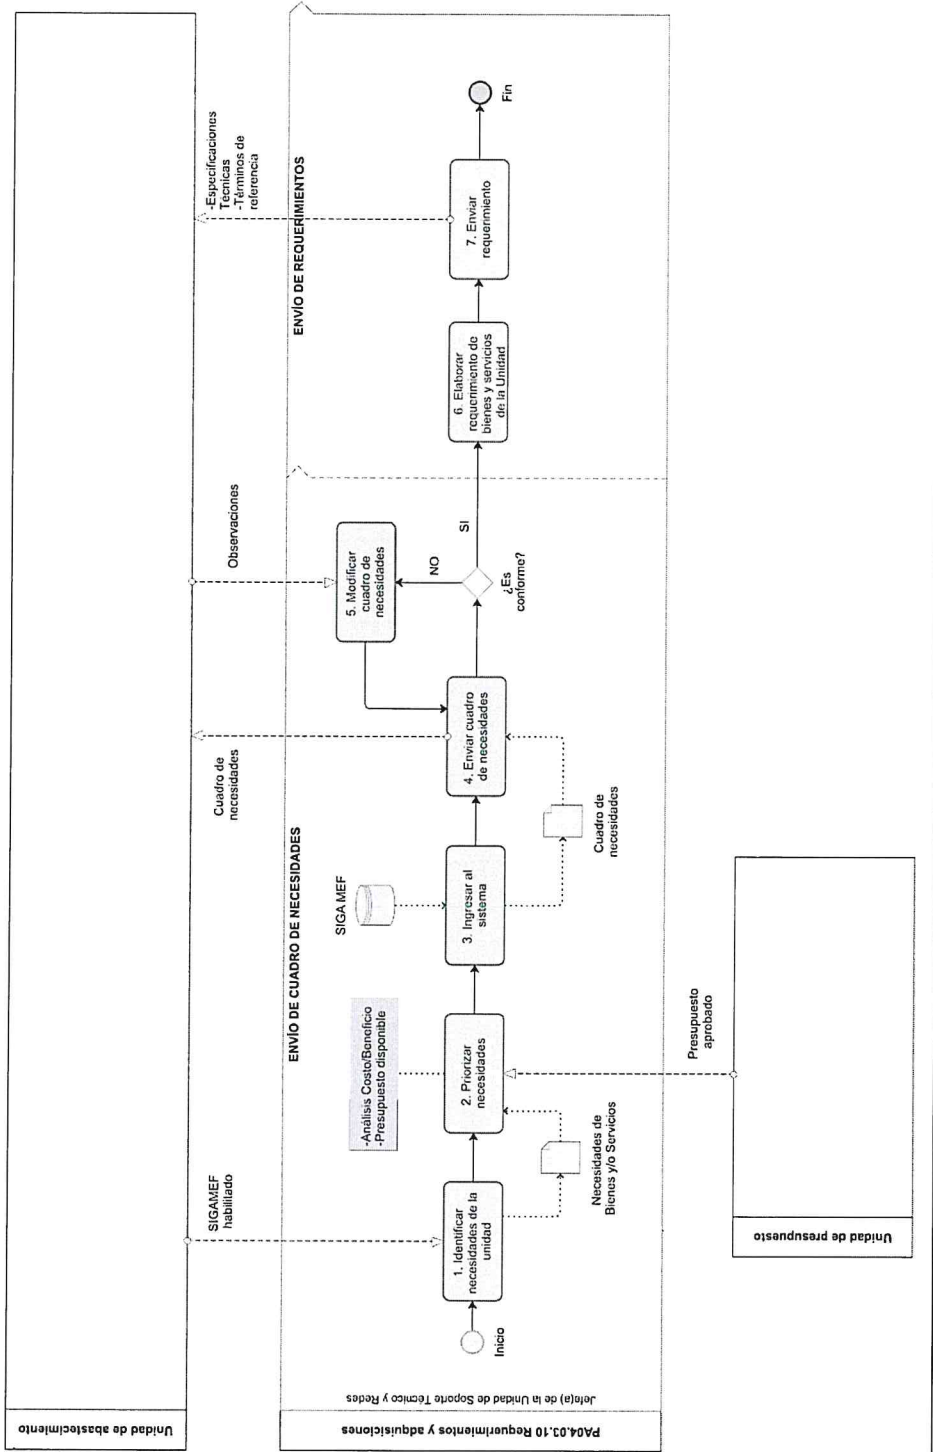 Unidad de abastecimiento
PA04.03.10 Requerimientos y adquisiciones
Jefe(a) de la Unidad de Soporte Técnico y Redes
ENVÍO DE CUADRO DE NECESIDADES
ENVÍO DE REQUERIMIENTOS
Inicio
SIGAMEF
habilitado
1. Identificar
necesidades de la
unidad
Necesidades de
Bienes y/o Servicios
-Análisis Costo/Beneficio
-Presupuesto disponible
2. Priorizar
necesidades
Presupuesto
aprobado
SIGA MEF
3. Ingresar al
sistema
Cuadro de
necesidades
Cuadro de
necesidades
4. Enviar cuadro
de necesidades
Observaciones
5. Modificar
cuadro de
necesidades
NO
¿Es
conforme?
SI
6. Elaborar
requerimiento de
bienes y servicios
de la Unidad
-Especificaciones
Técnicas
-Términos de
referencia
7. Enviar
requerimiento
Fin
Unidad de presupuesto